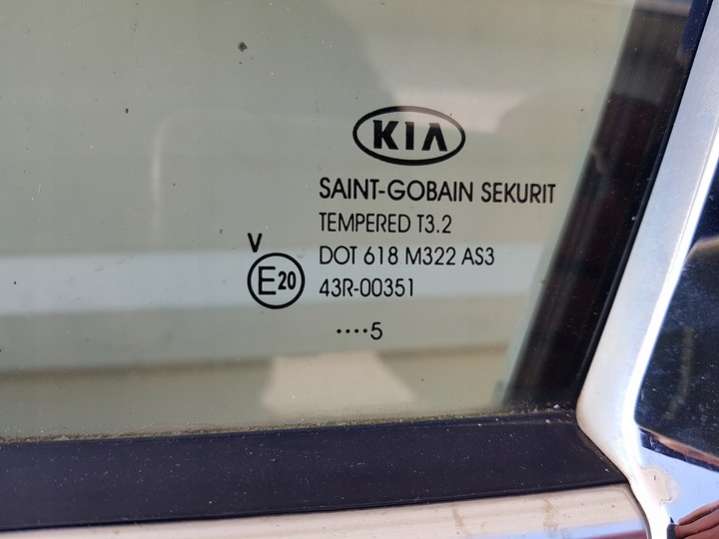 KIA
SAINT-GOBAIN SEKURIT
TEMPERED T3.2
DOT 618 M322 AS3
V
E20
43R-00351
....5